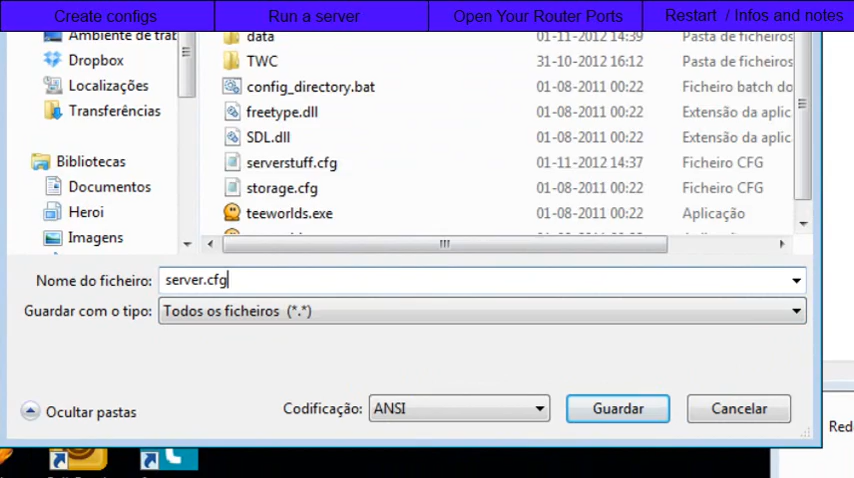 Create configs
Run a server
Open Your Router Ports
Restart / Infos and notes
Ambiente de trab
Dropbox
Localizações
Transferências
Bibliotecas
Documentos
Heroi
Imagens
data 01-11-2012 14:39 Pasta de ficheiros
TWC 31-10-2012 16:12 Pasta de ficheiros
config_directory.bat 01-08-2011 00:22 Ficheiro batch do
freetype.dll 01-08-2011 00:22 Extensão da aplic
SDL.dll 01-08-2011 00:22 Extensão da aplic
serverstuff.cfg 01-11-2012 14:37 Ficheiro CFG
storage.cfg 01-08-2011 00:22 Ficheiro CFG
teeworlds.exe 01-08-2011 00:22 Aplicação
Nome do ficheiro: server.cfg
Guardar com o tipo: Todos os ficheiros (*.*)
Ocultar pastas
Codificação: ANSI
Guardar
Cancelar
Red